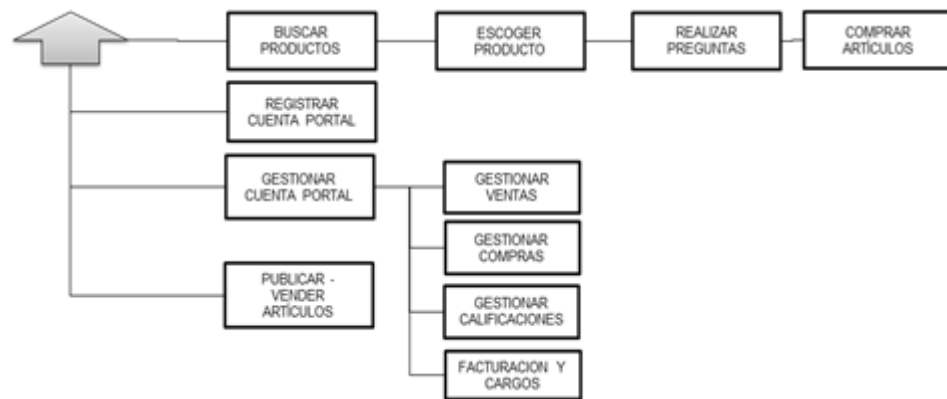 BUSCAR
PRODUCTOS
ESCOGER
PRODUCTO
REALIZAR
PREGUNTAS
COMPRAR
ARTÍCULOS
REGISTRAR
CUENTA PORTAL
GESTIONAR
CUENTA PORTAL
GESTIONAR
VENTAS
GESTIONAR
COMPRAS
PUBLICAR -
VENDER
ARTÍCULOS
GESTIONAR
CALIFICACIONES
FACTURACION Y
CARGOS